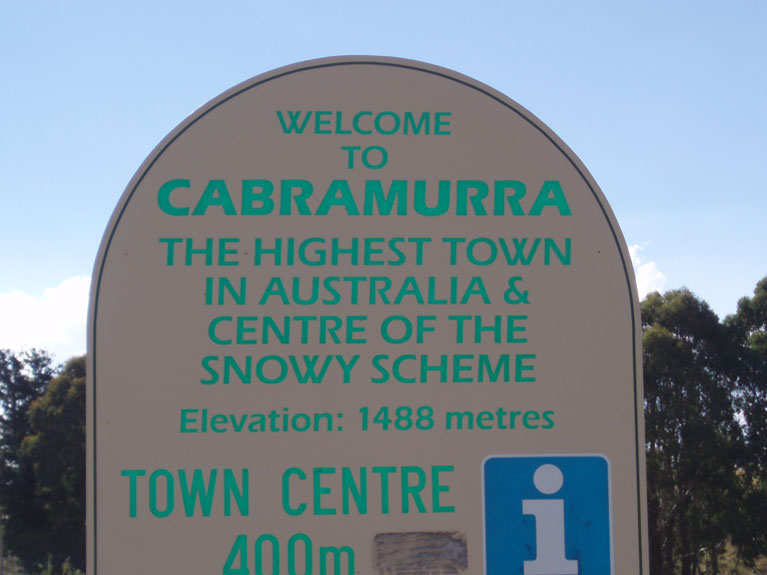 WELCOME
TO
CABRAMURRA
THE HIGHEST TOWN
IN AUSTRALIA &
CENTRE OF THE
SNOWY SCHEME
Elevation: 1488 metres
TOWN CENTRE
400m
i